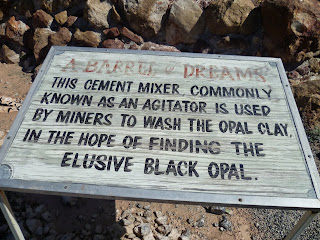 A BARREL O DREAMS
THIS CEMENT MIXER, COMMONLY
KNOWN AS AN AGITATOR IS USED
BY MINERS TO WASH THE OPAL CLAY,
IN THE HOPE OF FINDING THE
ELUSIVE BLACK OPAL.